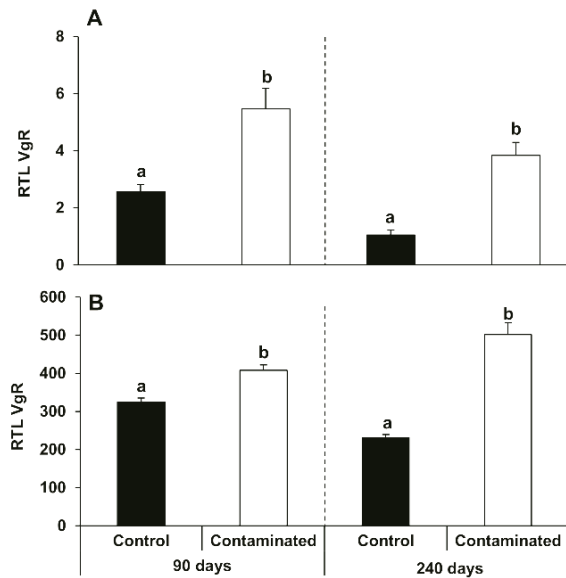 A
RTL VgR
8
6
4
2
0
a
b
a
b
B
RTL VgR
600
500
400
300
200
100
0
a
b
a
b
Control
Contaminated
Control
Contaminated
90 days
240 days